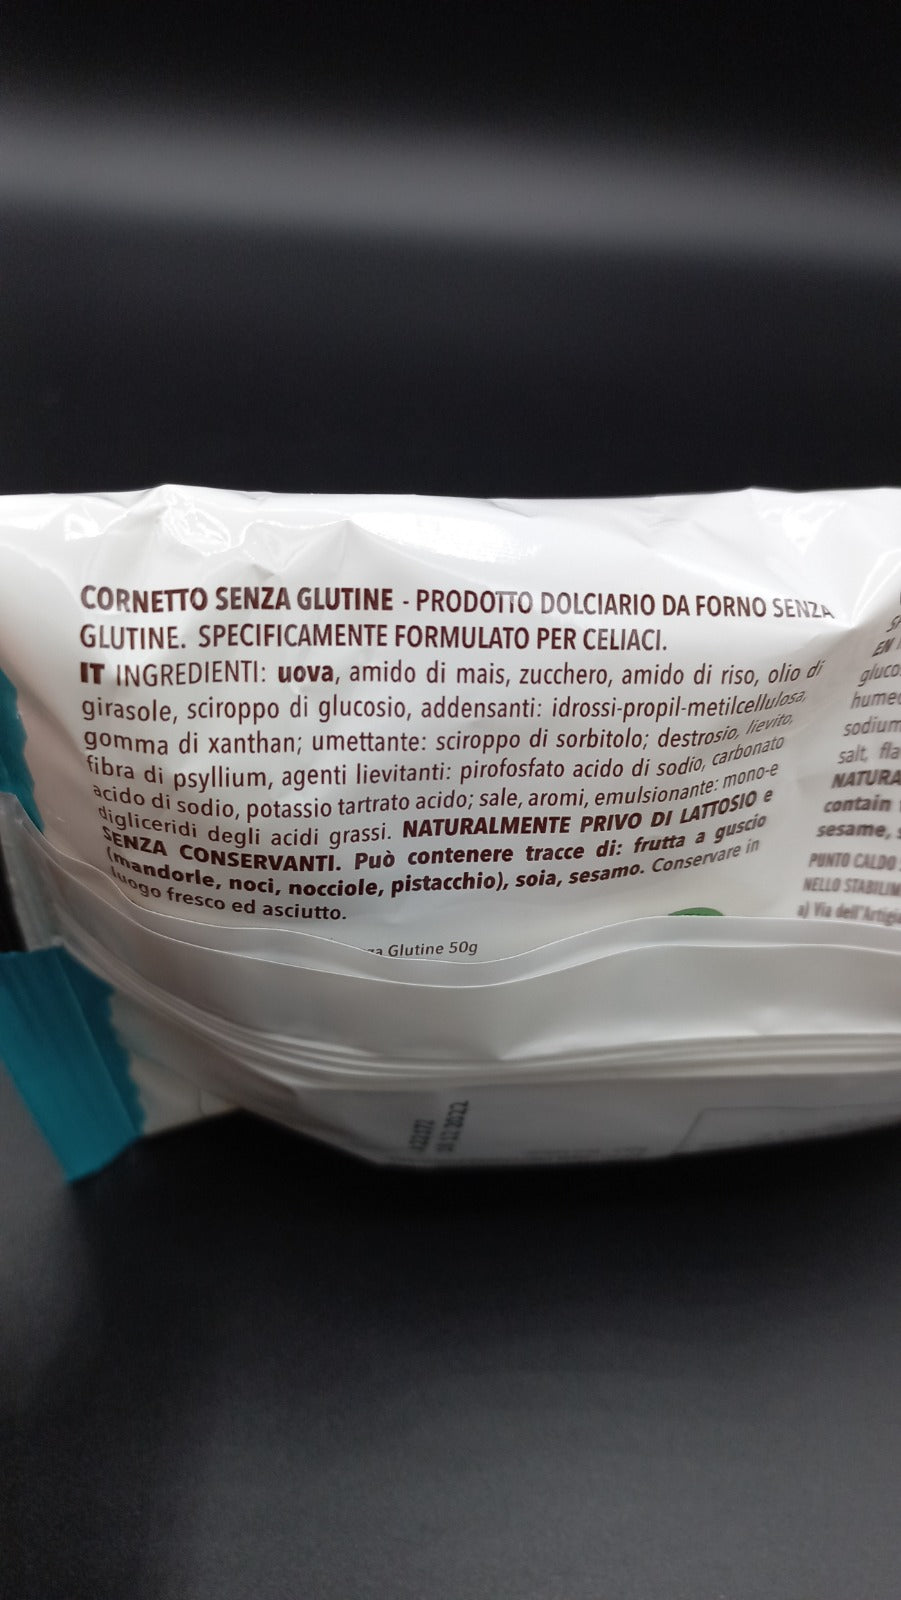 CORNETTO SENZA GLUTINE - PRODOTTO DOLCIARIO DA FORNO SENZA
GLUTINE. SPECIFICAMENTE FORMULATO PER CELIACI.
IT INGREDIENTI: uova, amido di mais, zucchero, amido di riso, olio di
girasole, sciroppo di glucosio, addensanti: idrossi-propil-metilcellulosa,
gomma di xanthan; umettante: sciroppo di sorbitolo; destrosio, lievito,
fibra di psyllium, agenti lievitanti: pirofosfato acido di sodio, carbonato
acido di sodio, potassio tartrato acido; sale, aromi, emulsionante: mono-e
digliceridi degli acidi grassi. NATURALMENTE PRIVO DI LATTOSIO e
SENZA CONSERVANTI. Può contenere tracce di: frutta a guscio
(mandorle, noci, nocciole, pistacchio), soia, sesamo. Conservare in
luogo fresco ed asciutto.
Glutine 50g
EN
gluco
humec
sodium
salt, fla
NATURA
contain
sesame,
PUNTO CALDO
NELLO STABILIM
a) Via dell'Artigi